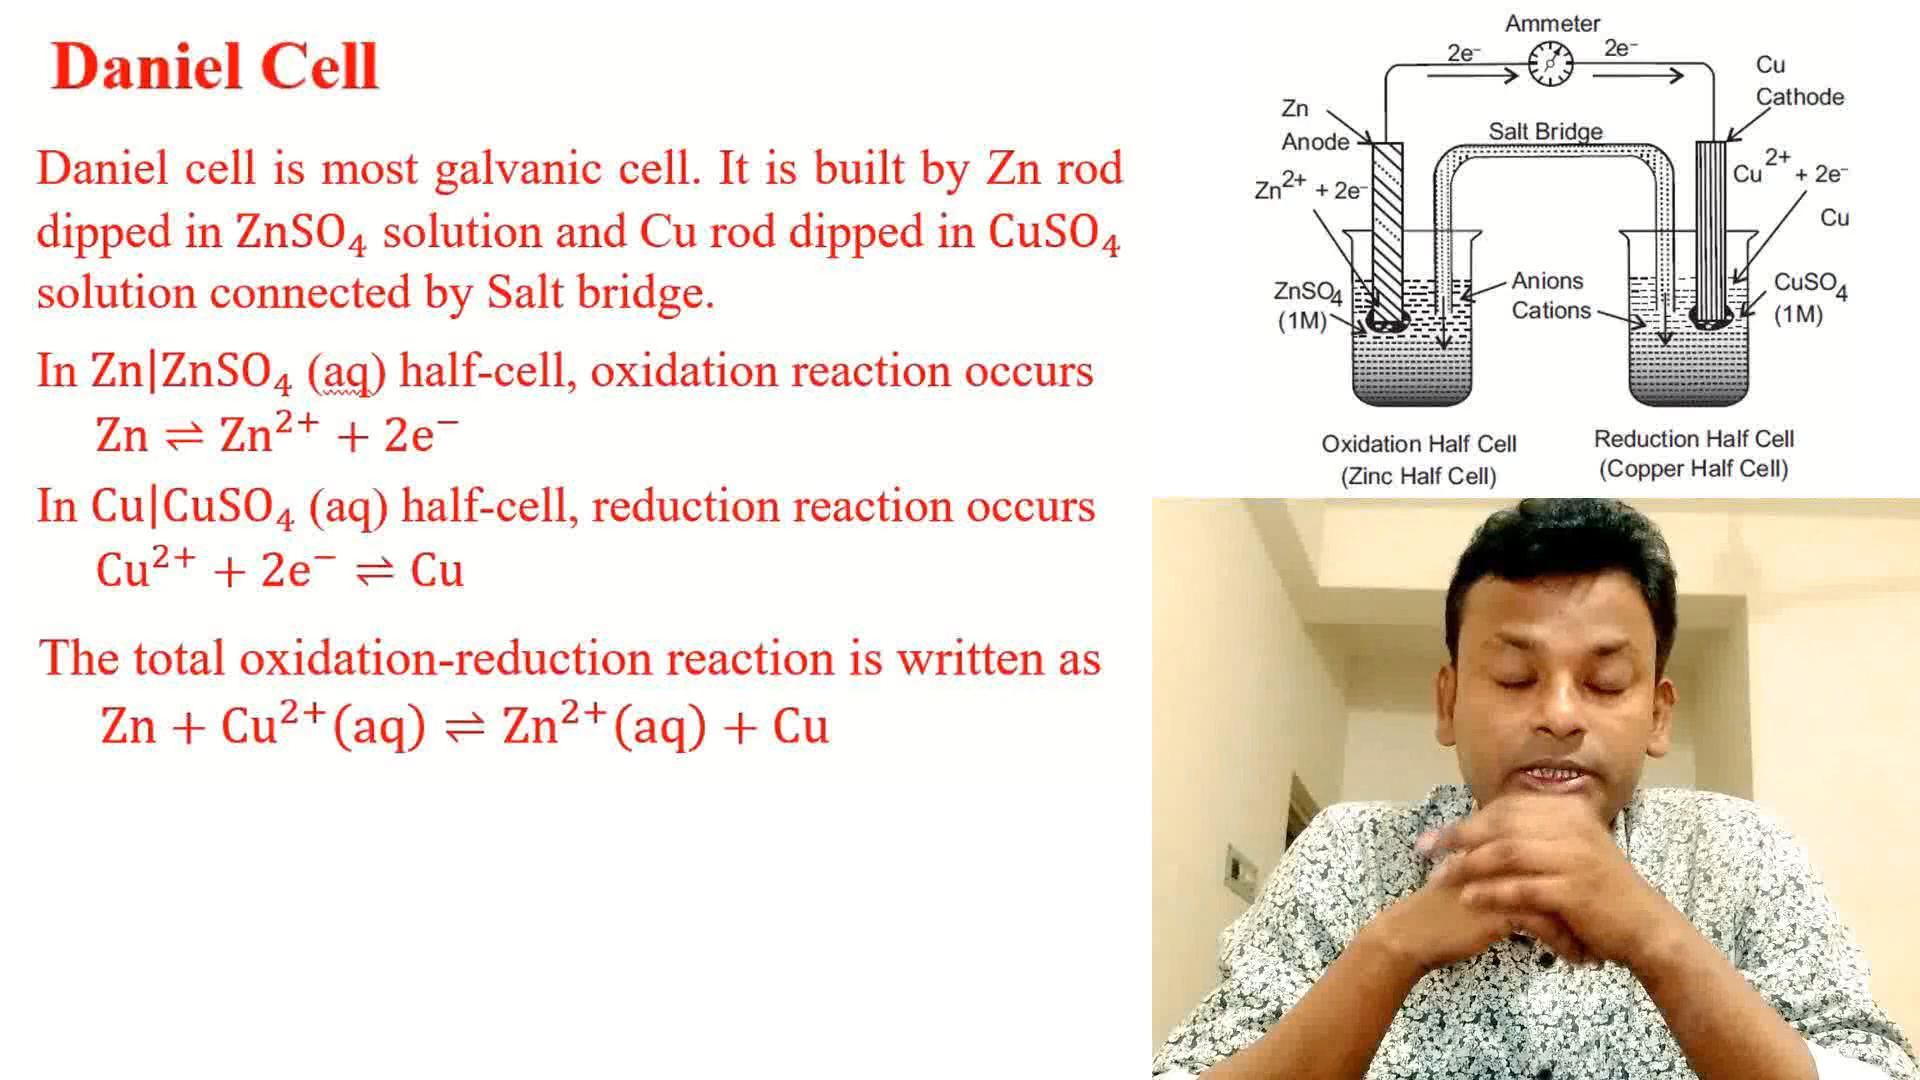 Daniel Cell
Daniel cell is most galvanic cell. It is built by Zn rod
dipped in ZnSO₄ solution and Cu rod dipped in CuSO₄
solution connected by Salt bridge.
In Zn|ZnSO₄ (aq) half-cell, oxidation reaction occurs
Zn ⇌ Zn²⁺ + 2e⁻
In Cu|CuSO₄ (aq) half-cell, reduction reaction occurs
Cu²⁺ + 2e⁻ ⇌ Cu
The total oxidation-reduction reaction is written as
Zn + Cu²⁺(aq) ⇌ Zn²⁺(aq) + Cu
Ammeter
2e⁻
2e⁻
Cu
Cathode
Zn
Anode
Salt Bridge
Zn²⁺ + 2e⁻
Cu²⁺ + 2e⁻
Cu
ZnSO₄
(1M)
Anions
Cations
CuSO₄
(1M)
Oxidation Half Cell
(Zinc Half Cell)
Reduction Half Cell
(Copper Half Cell)